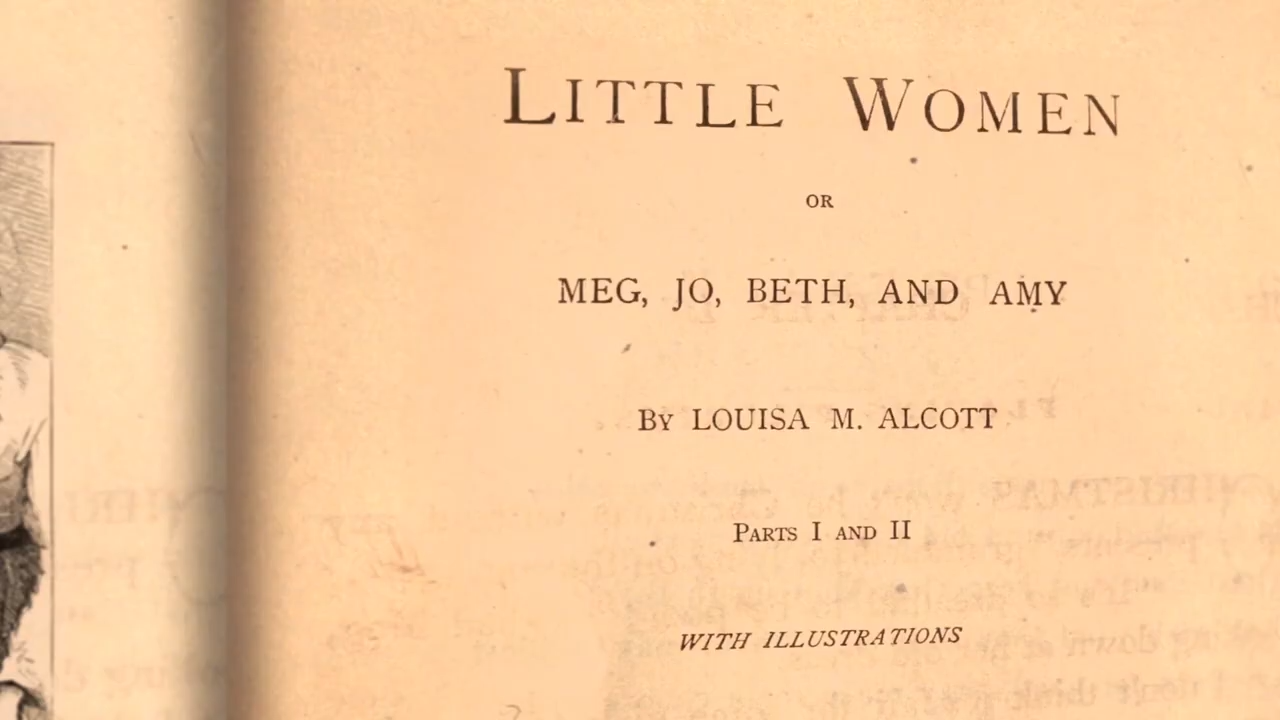 LITTLE WOMEN
OR
MEG, JO, BETH, AND AMY
BY LOUISA M. ALCOTT
PARTS I AND II
WITH ILLUSTRATIONS